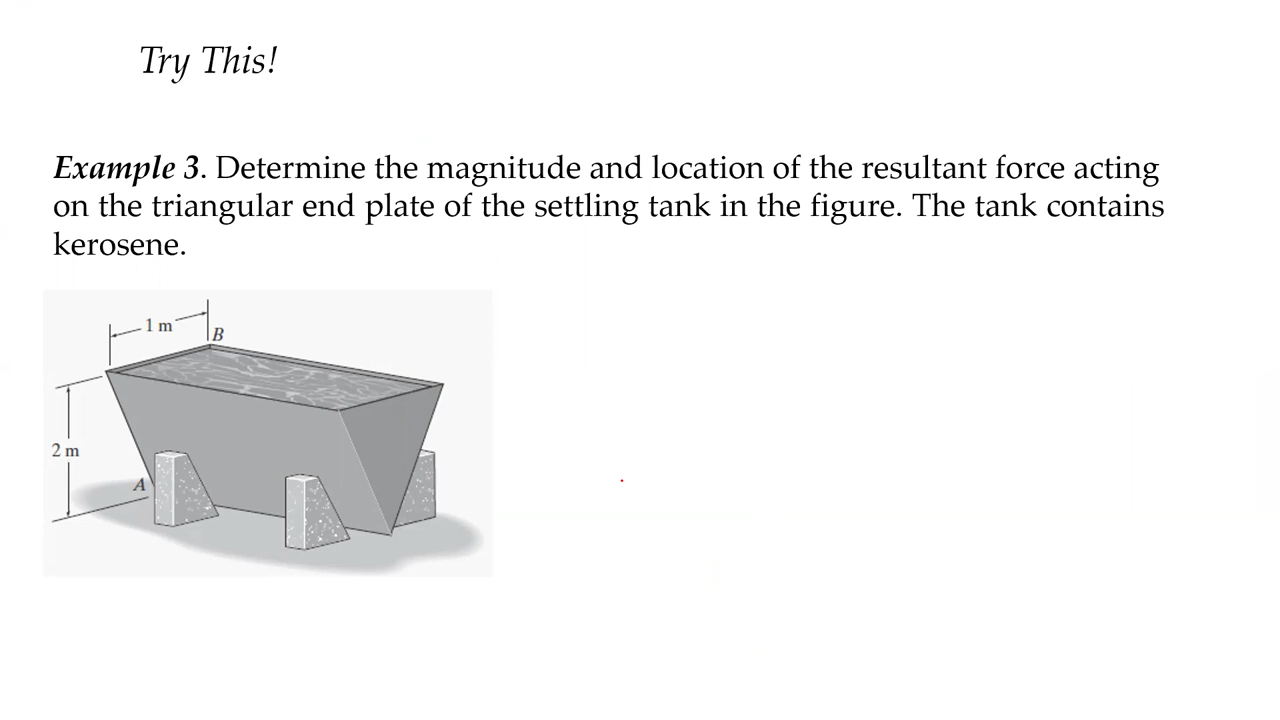 Try This!
Example 3. Determine the magnitude and location of the resultant force acting
on the triangular end plate of the settling tank in the figure. The tank contains
kerosene.
1 m
B
2 m
A